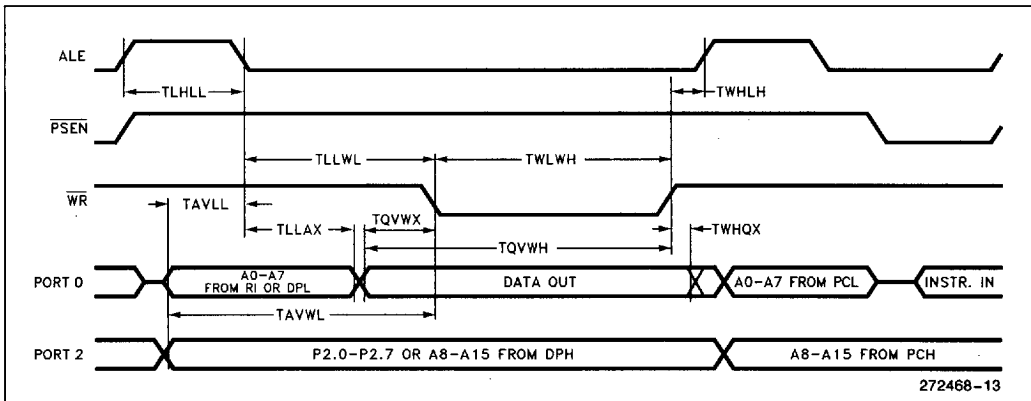 ALE
TLHLL
TWHLH
PSEN
TLLWL
TWLWH
WR
TAVLL
TQVWX
TLLAX
TWHQX
TQVWH
PORT 0
A0-A7
FROM RI OR DPL
DATA OUT
A0-A7 FROM PCL
INSTR. IN
TAVWL
PORT 2
P2.0-P2.7 OR A8-A15 FROM DPH
A8-A15 FROM PCH
272468-13